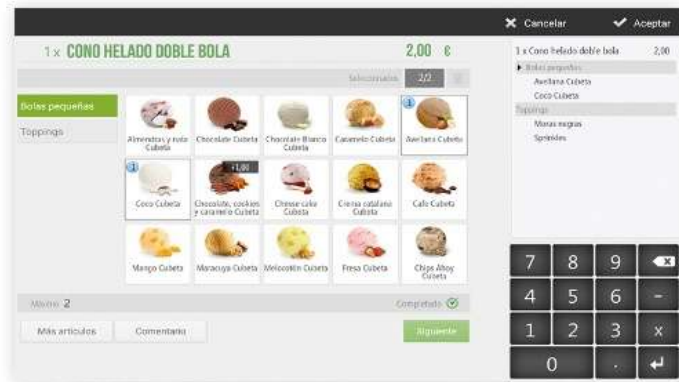 Cancelar
Aceptar
1 x CONO HELADO DOBLE BOLA
2,00 €
1 x Cono helado doble bola 2,00
Bolas pequeñas
Avellana Cubeta
Coco Cubeta
Toppings
Moras negras
Sprinkles
Seleccionados 2/2
Bolas pequeñas
Toppings
Almendras y nata Cubeta
Chocolate Cubeta
Chocolate Blanco Cubeta
Caramelo Cubeta
1
Avellana Cubeta
1
Coco Cubeta
+1,00
Chocolate, cookies y caramelo Cubeta
Cheese cake Cubeta
Crema catalana Cubeta
Cafe Cubeta
Mango Cubeta
Maracuya Cubeta
Melocotón Cubeta
Fresa Cubeta
Chips Ahoy Cubeta
Máximo 2
Completado
Más artículos
Comentario
Siguiente
7 8 9
4 5 6 -
1 2 3 x
0 .